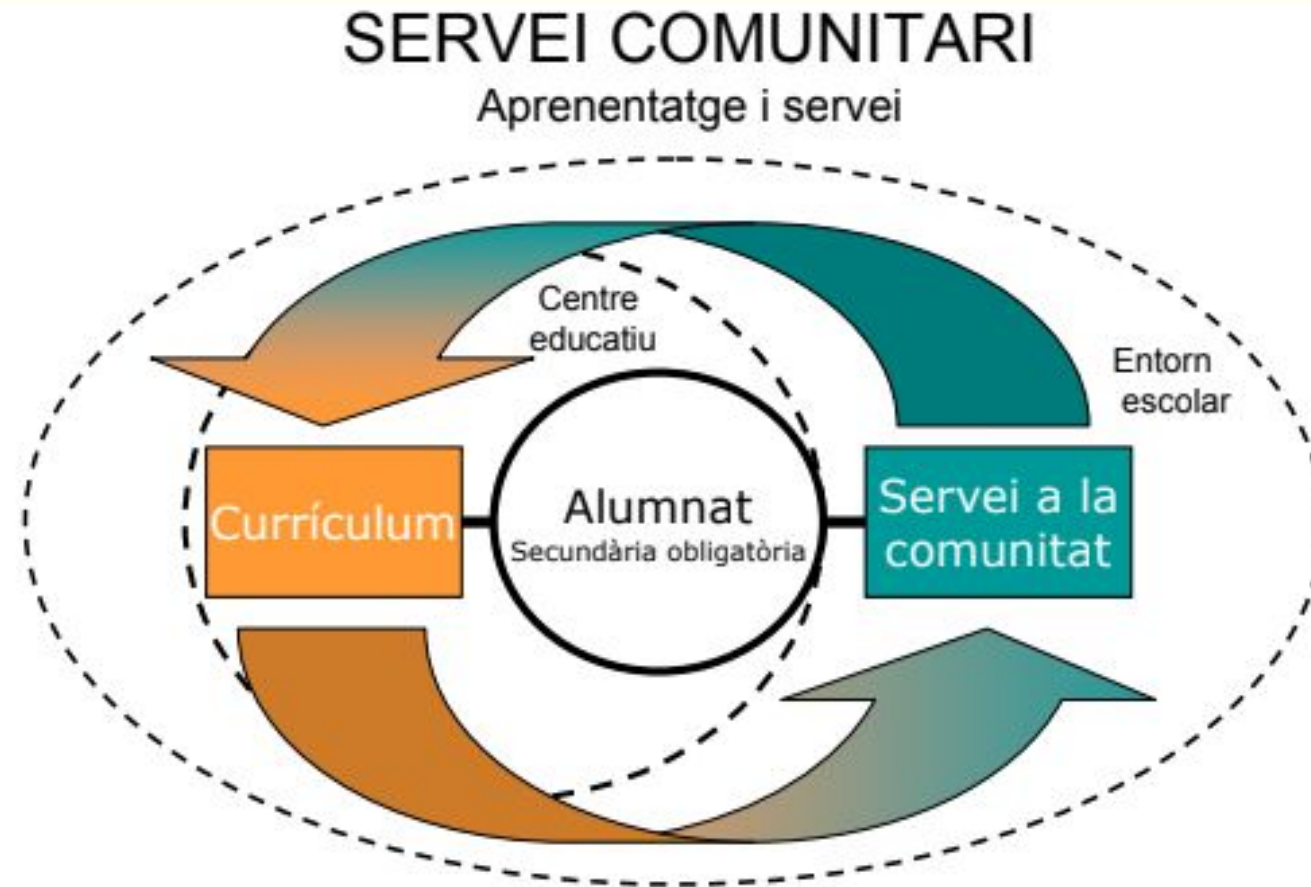 SERVEI COMUNITARI
Aprenentatge i servei
Centre
educatiu
Entorn
escolar
Currículum
Alumnat
Secundària obligatòria
Servei a la
comunitat